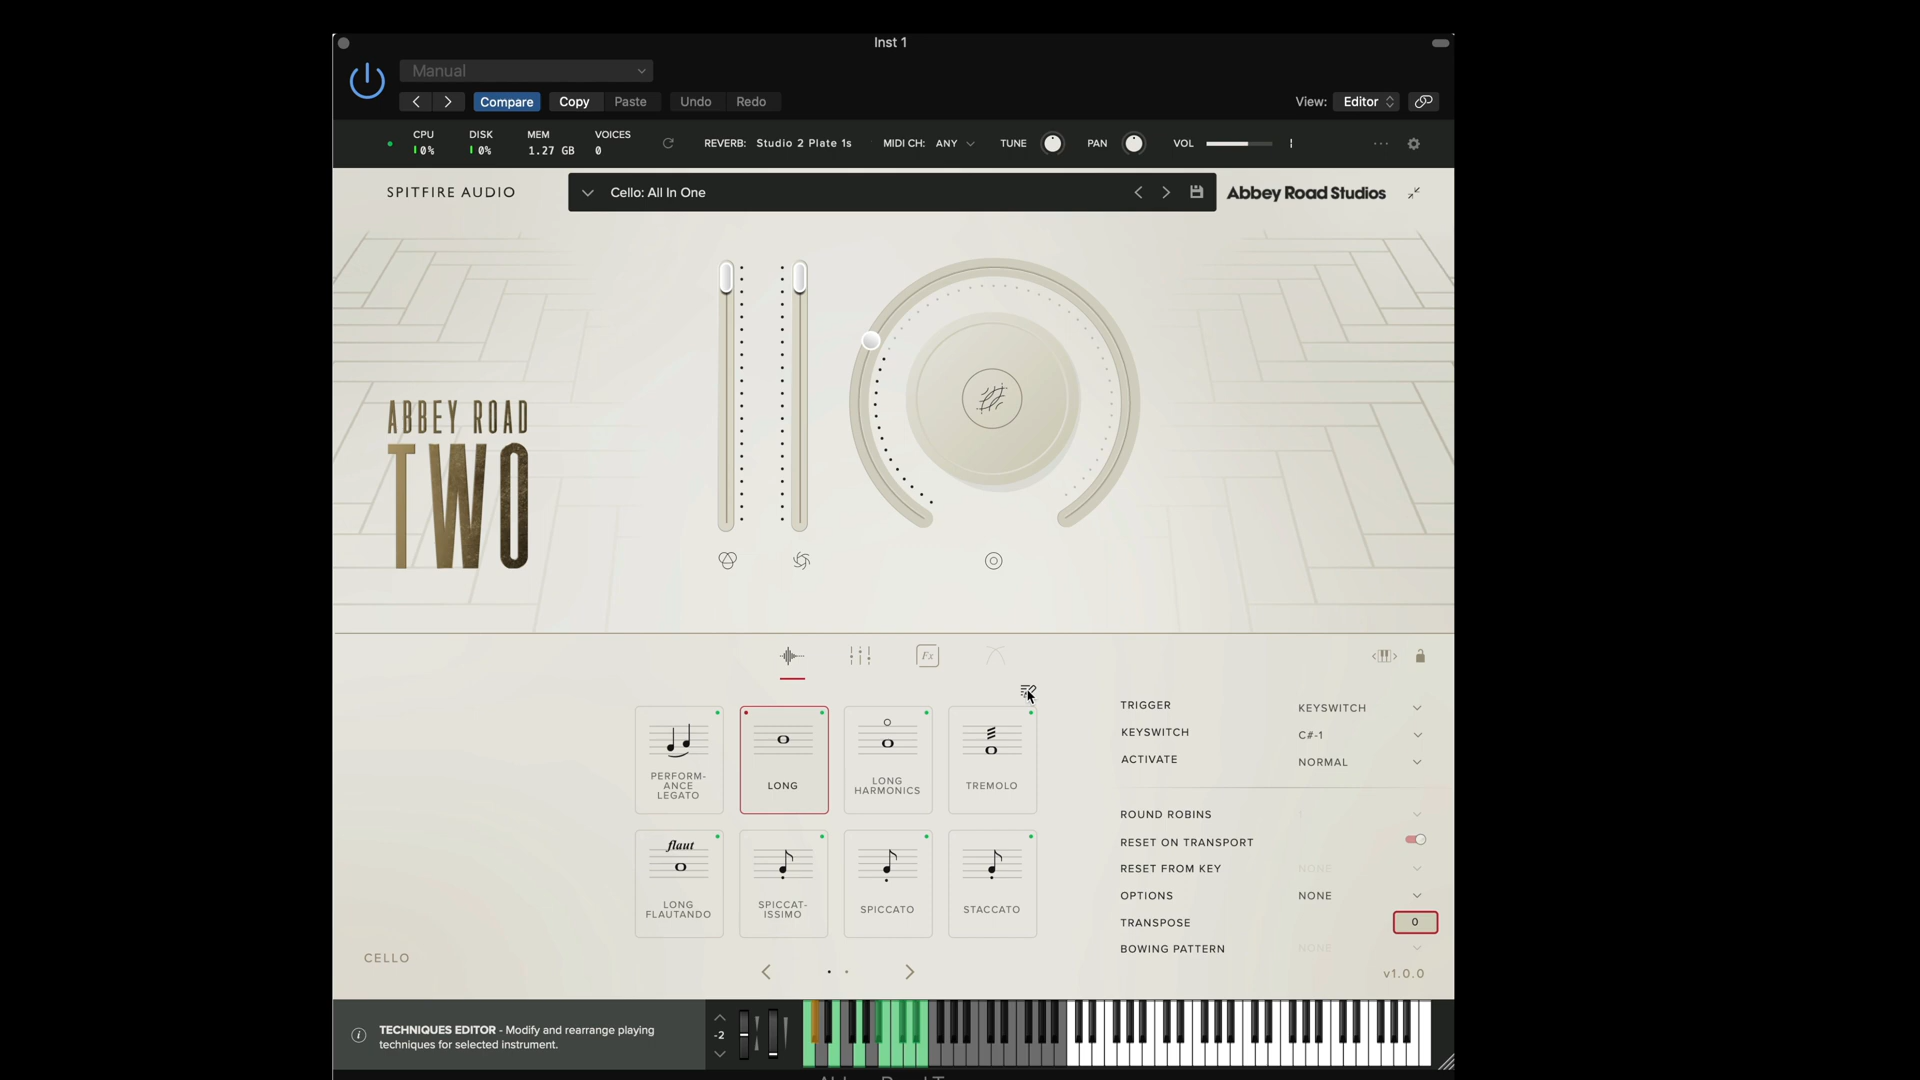 Inst 1
Manual
Compare Copy Paste Undo Redo
View: Editor
CPU 0%
DISK 0%
MEM 1.27 GB
VOICES 0
REVERB: Studio 2 Plate 1s
MIDI CH: ANY
TUNE
PAN
VOL
SPITFIRE AUDIO
Cello: All In One
Abbey Road Studios
ABBEY ROAD
TWO
Fx
PERFORM-
ANCE
LEGATO
LONG
LONG
HARMONICS
TREMOLO
flaut
LONG
FLAUTANDO
SPICCAT-
ISSIMO
SPICCATO
STACCATO
TRIGGER KEYSWITCH
KEYSWITCH C#-1
ACTIVATE NORMAL
ROUND ROBINS
RESET ON TRANSPORT
RESET FROM KEY NONE
OPTIONS NONE
TRANSPOSE 0
BOWING PATTERN NONE
CELLO
v1.0.0
TECHNIQUES EDITOR - Modify and rearrange playing
techniques for selected instrument.
-2